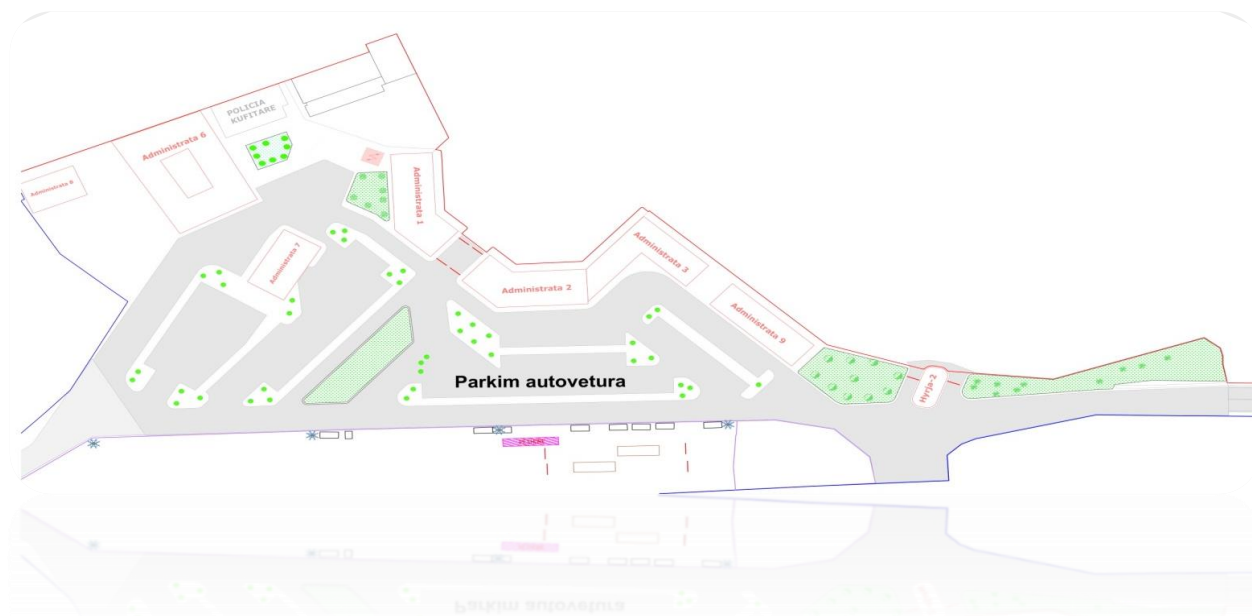 POLICIA
KUFITARE
Administrata 6
Administrata 8
Administrata 1
Administrata 7
Administrata 2
Administrata 3
Administrata 9
Hyrja-2
Parkim autovetura